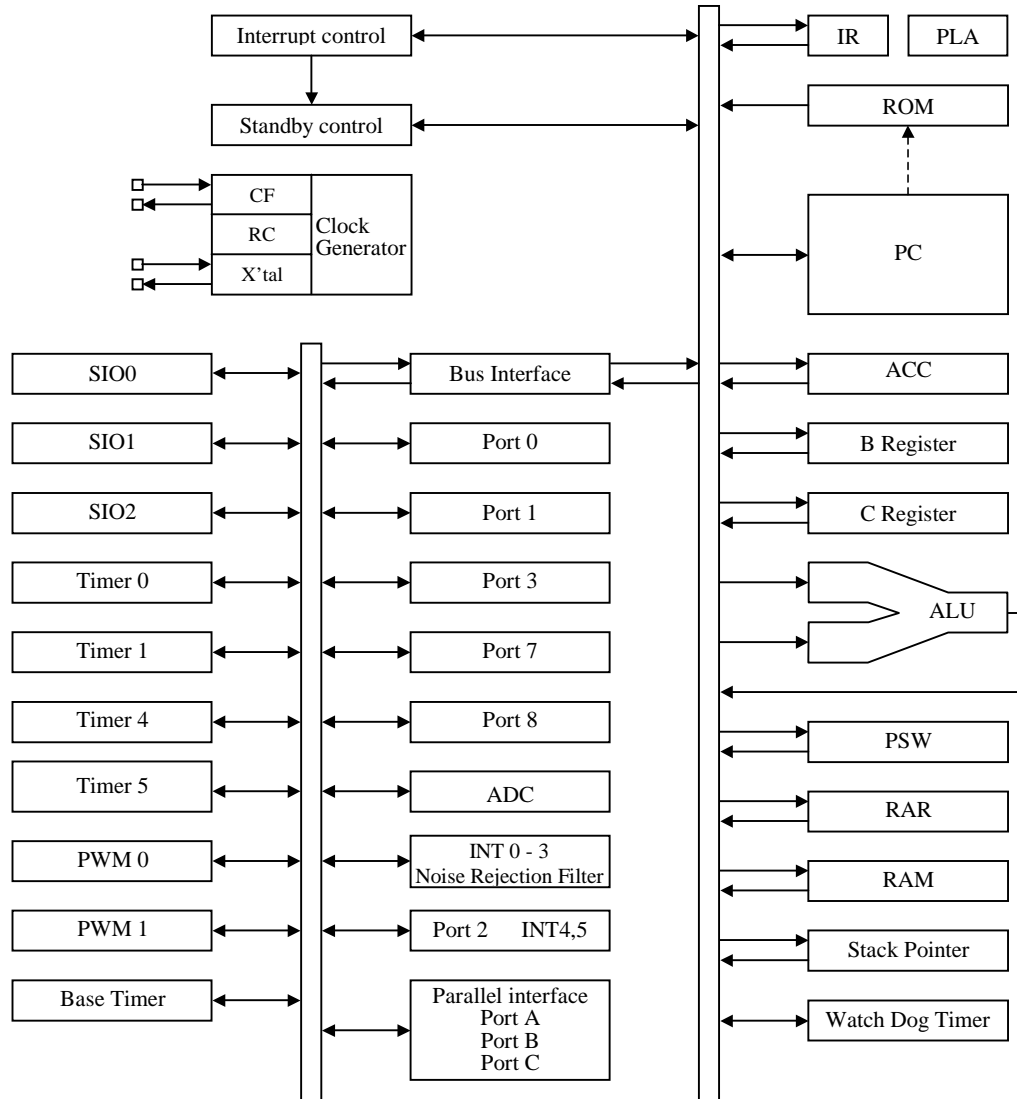 Interrupt control
IR
PLA
Standby control
ROM
CF
RC
X'tal
Clock
Generator
PC
SIO0
Bus Interface
ACC
SIO1
Port 0
B Register
SIO2
Port 1
C Register
Timer 0
Port 3
ALU
Timer 1
Port 7
Timer 4
Port 8
PSW
Timer 5
ADC
RAR
PWM 0
INT 0 - 3
Noise Rejection Filter
RAM
PWM 1
Port 2 INT4,5
Stack Pointer
Base Timer
Parallel interface
Port A
Port B
Port C
Watch Dog Timer